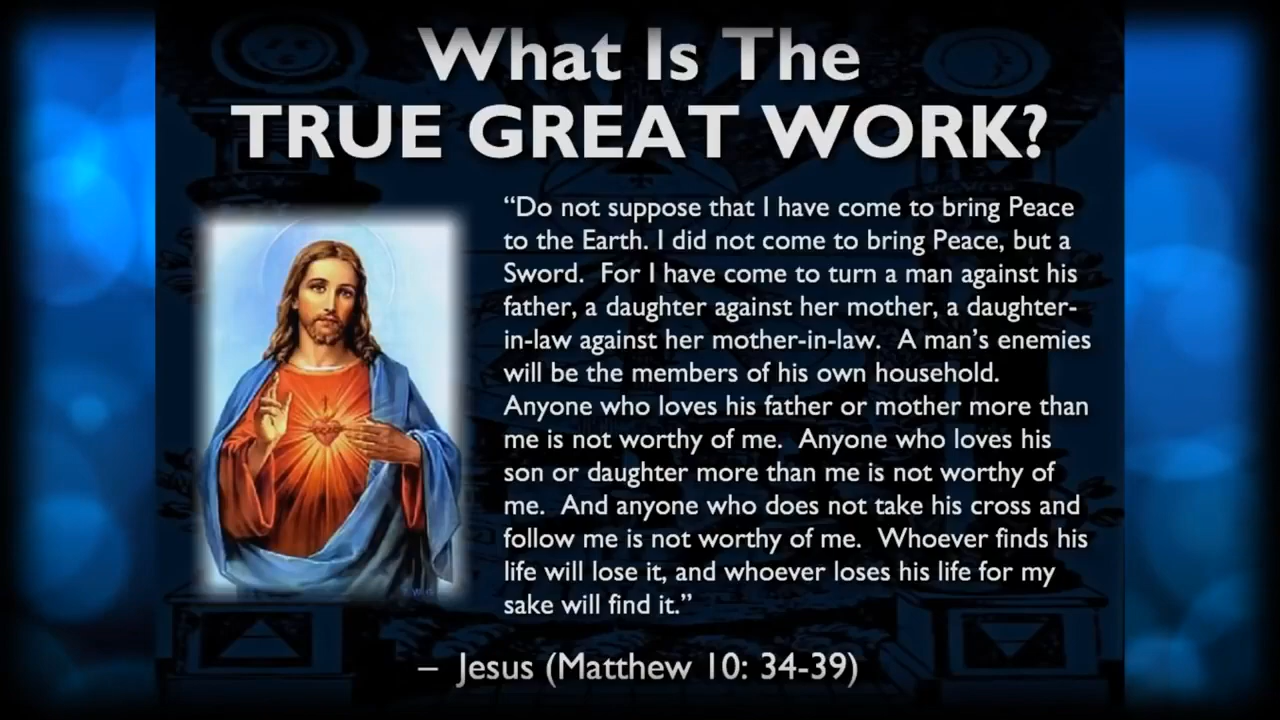 What Is The
TRUE GREAT WORK?
“Do not suppose that I have come to bring Peace
to the Earth. I did not come to bring Peace, but a
Sword.  For I have come to turn a man against his
father, a daughter against her mother, a daughter-
in-law against her mother-in-law.  A man’s enemies
will be the members of his own household.
Anyone who loves his father or mother more than
me is not worthy of me.  Anyone who loves his
son or daughter more than me is not worthy of
me.  And anyone who does not take his cross and
follow me is not worthy of me.  Whoever finds his
life will lose it, and whoever loses his life for my
sake will find it.”
– Jesus (Matthew 10: 34-39)